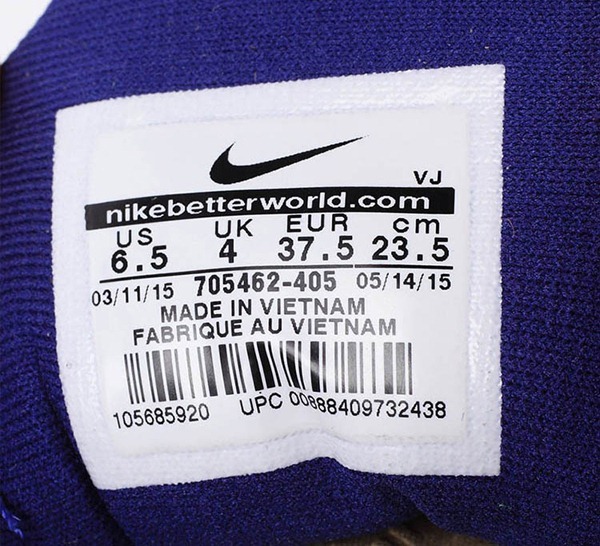 VJ
nikebetterworld.com
US UK EUR cm
6.5 4 37.5 23.5
03/11/15 705462-405 05/14/15
MADE IN VIETNAM
FABRIQUE AU VIETNAM
105685920 UPC 00888409732438